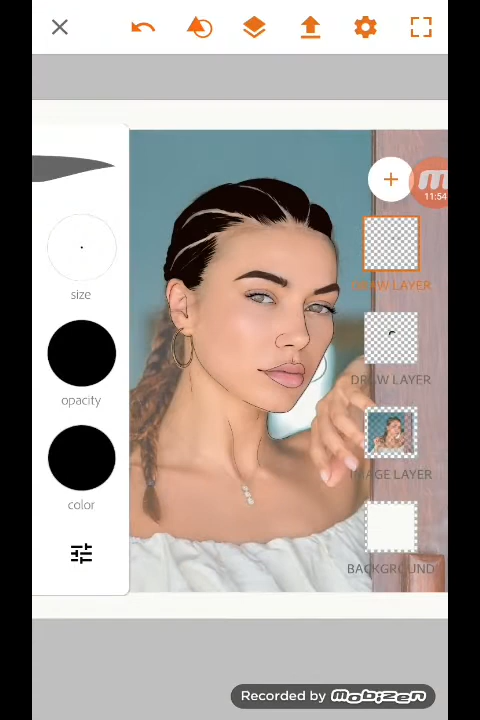 11:54
DRAW LAYER
size
DRAW LAYER
opacity
IMAGE LAYER
color
BACKGROUND
Recorded by Mobizen